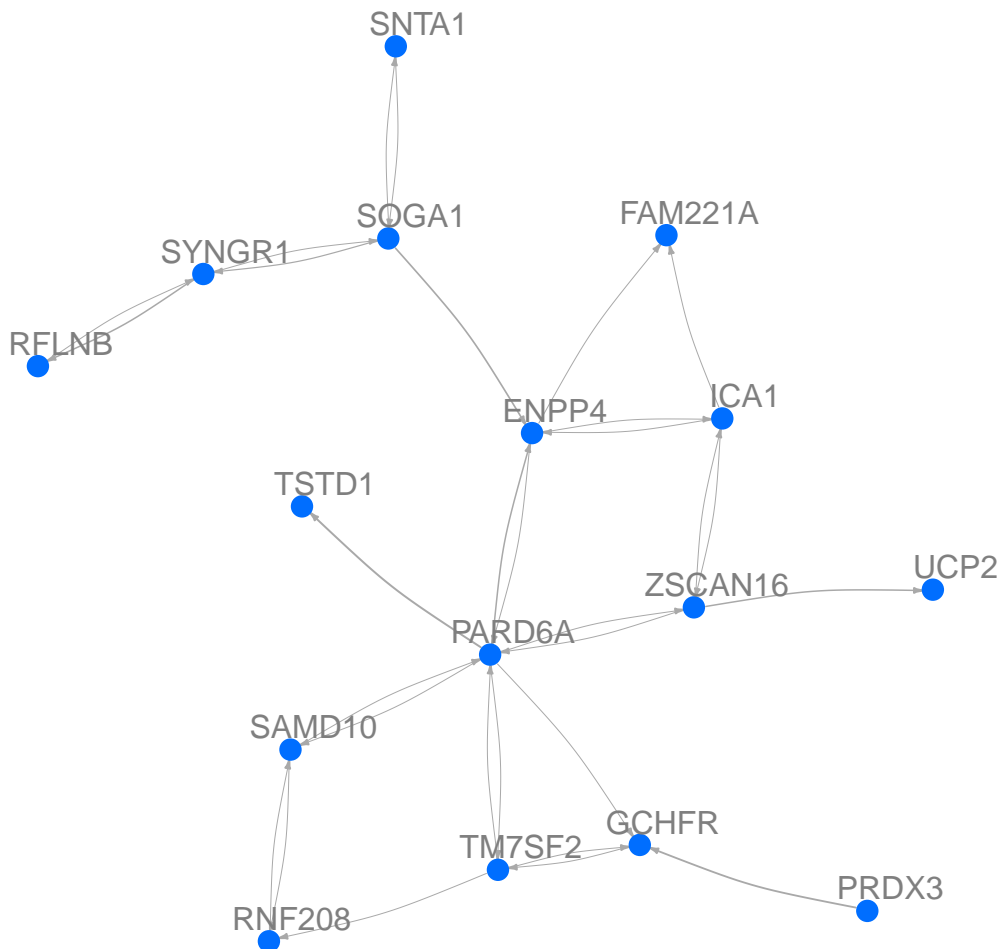 SNTA1
SOGA1
FAM221A
SYNGR1
RFLNB
ICA1
ENPP4
TSTD1
UCP2
ZSCAN16
PARD6A
SAMD10
GCHFR
TM7SF2
PRDX3
RNF208